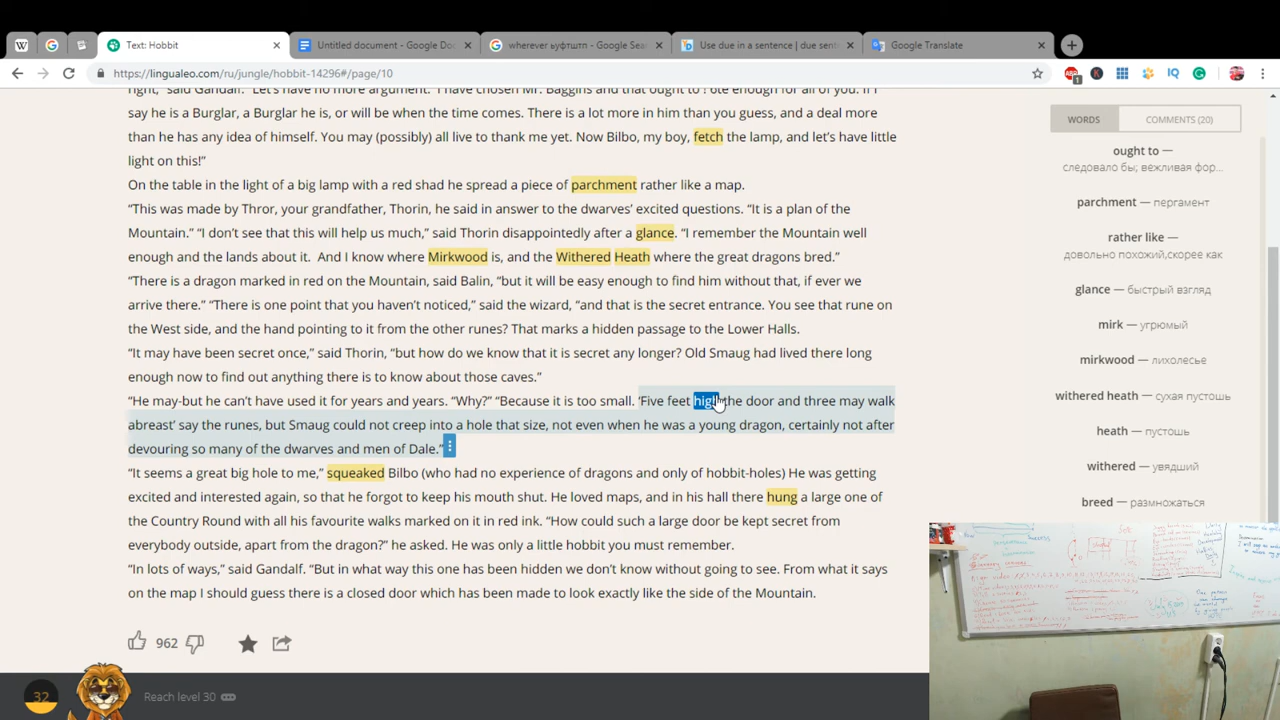 Text: Hobbit
Untitled document - Google Do
wherever ьуфтштп - Google Sea
Use due in a sentence | due sent
Google Translate
https://lingualeo.com/ru/jungle/hobbit-14296#/page/10
right," said Gandalf. "Let's have no more argument. I have chosen Mr. Baggins and that ought to ! 6te enough for all of you. If I
say he is a Burglar, a Burglar he is, or will be when the time comes. There is a lot more in him than you guess, and a deal more
than he has any idea of himself. You may (possibly) all live to thank me yet. Now Bilbo, my boy, fetch the lamp, and let's have little
light on this!"
On the table in the light of a big lamp with a red shad he spread a piece of parchment rather like a map.
"This was made by Thror, your grandfather, Thorin, he said in answer to the dwarves' excited questions. "It is a plan of the
Mountain." "I don't see that this will help us much," said Thorin disappointedly after a glance. "I remember the Mountain well
enough and the lands about it. And I know where Mirkwood is, and the Withered Heath where the great dragons bred."
"There is a dragon marked in red on the Mountain, said Balin, "but it will be easy enough to find him without that, if ever we
arrive there." "There is one point that you haven't noticed," said the wizard, "and that is the secret entrance. You see that rune on
the West side, and the hand pointing to it from the other runes? That marks a hidden passage to the Lower Halls.
"It may have been secret once," said Thorin, "but how do we know that it is secret any longer? Old Smaug had lived there long
enough now to find out anything there is to know about those caves."
"He may-but he can't have used it for years and years. "Why?" "Because it is too small. 'Five feet high the door and three may walk
abreast' say the runes, but Smaug could not creep into a hole that size, not even when he was a young dragon, certainly not after
devouring so many of the dwarves and men of Dale."
"It seems a great big hole to me," squeaked Bilbo (who had no experience of dragons and only of hobbit-holes) He was getting
excited and interested again, so that he forgot to keep his mouth shut. He loved maps, and in his hall there hung a large one of
the Country Round with all his favourite walks marked on it in red ink. "How could such a large door be kept secret from
everybody outside, apart from the dragon?" he asked. He was only a little hobbit you must remember.
"In lots of ways," said Gandalf. "But in what way this one has been hidden we don't know without going to see. From what it says
on the map I should guess there is a closed door which has been made to look exactly like the side of the Mountain.
962
32
Reach level 30
WORDS
COMMENTS (20)
ought to —
следовало бы; вежливая фор...
parchment — пергамент
rather like —
довольно похожий,скорее как
glance — быстрый взгляд
mirk — угрюмый
mirkwood — лихолесье
withered heath — сухая пустошь
heath — пустошь
withered — увядший
breed — размножаться